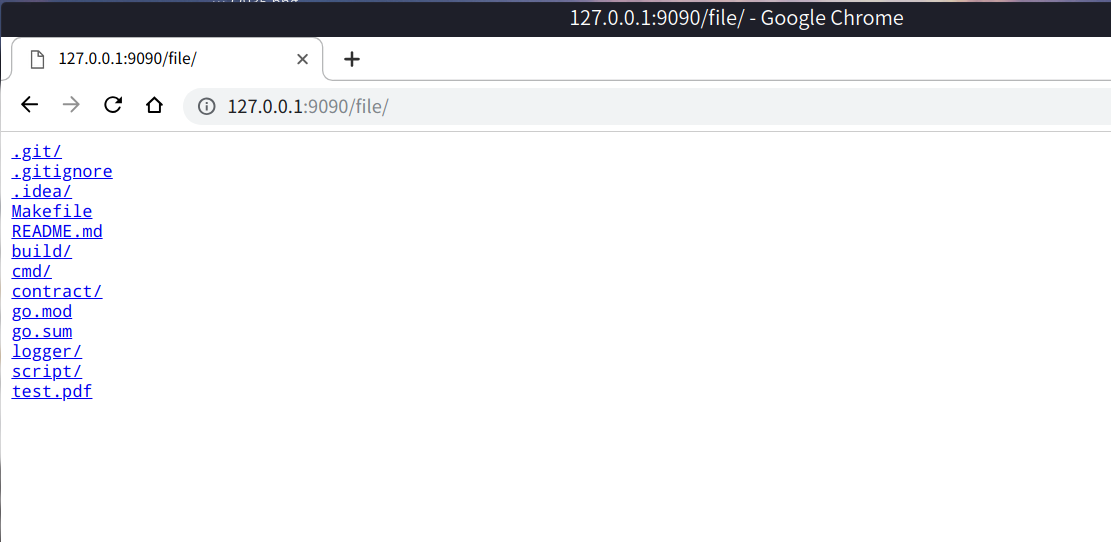 127.0.0.1:9090/file/ - Google Chrome
127.0.0.1:9090/file/
127.0.0.1:9090/file/
.git/
.gitignore
.idea/
Makefile
README.md
build/
cmd/
contract/
go.mod
go.sum
logger/
script/
test.pdf